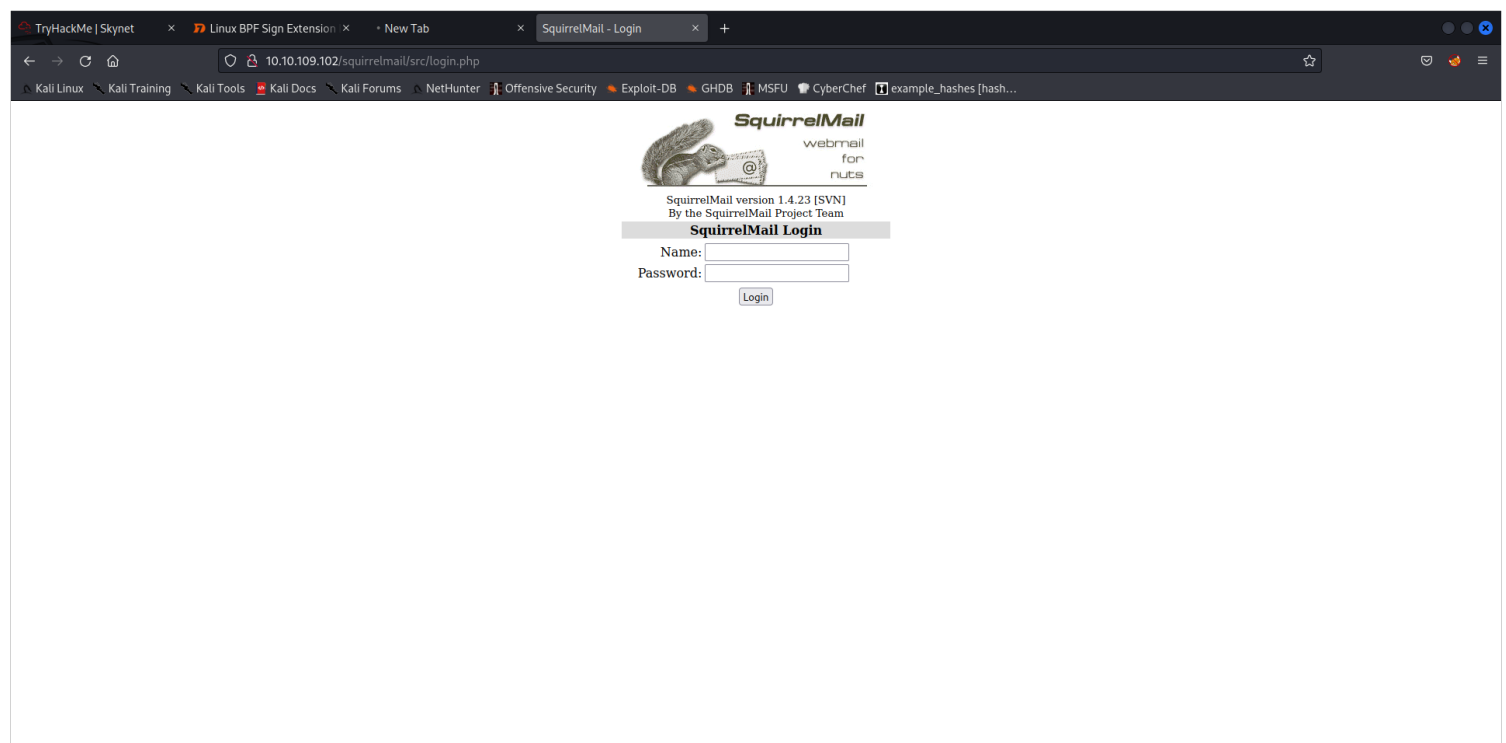 TryHackMe | Skynet
Linux BPF Sign Extension
New Tab
SquirrelMail - Login
10.10.109.102/squirrelmail/src/login.php
Kali Linux Kali Training Kali Tools Kali Docs Kali Forums NetHunter Offensive Security Exploit-DB GHDB MSFU CyberChef example_hashes [hash...
SquirrelMail
webmail
for
nuts
@
SquirrelMail version 1.4.23 [SVN]
By the SquirrelMail Project Team
SquirrelMail Login
Name:
Password:
Login